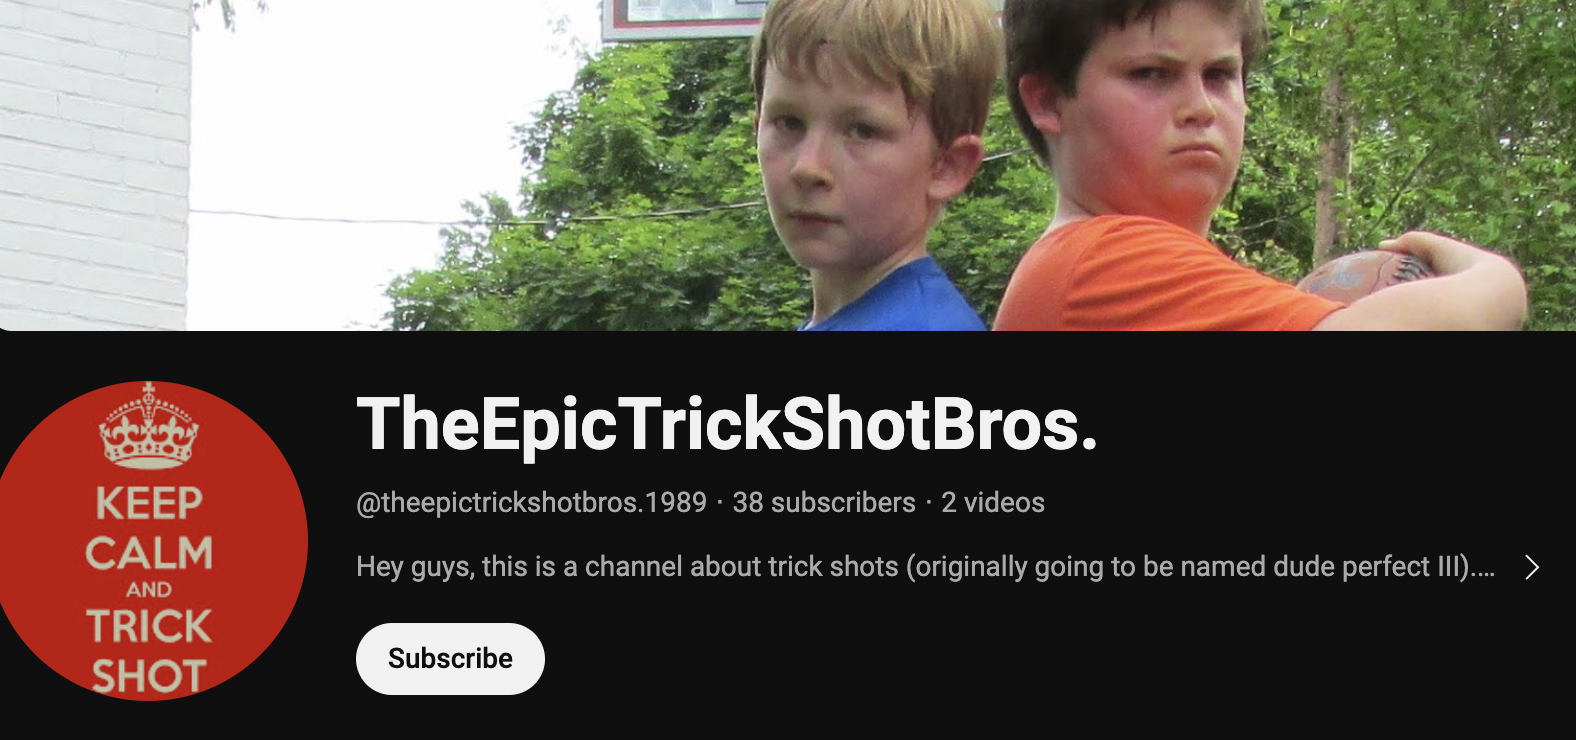 KEEP
CALM
AND
TRICK
SHOT
TheEpicTrickShotBros.
@theepictrickshotbros.1989 · 38 subscribers · 2 videos
Hey guys, this is a channel about trick shots (originally going to be named dude perfect III)....
Subscribe